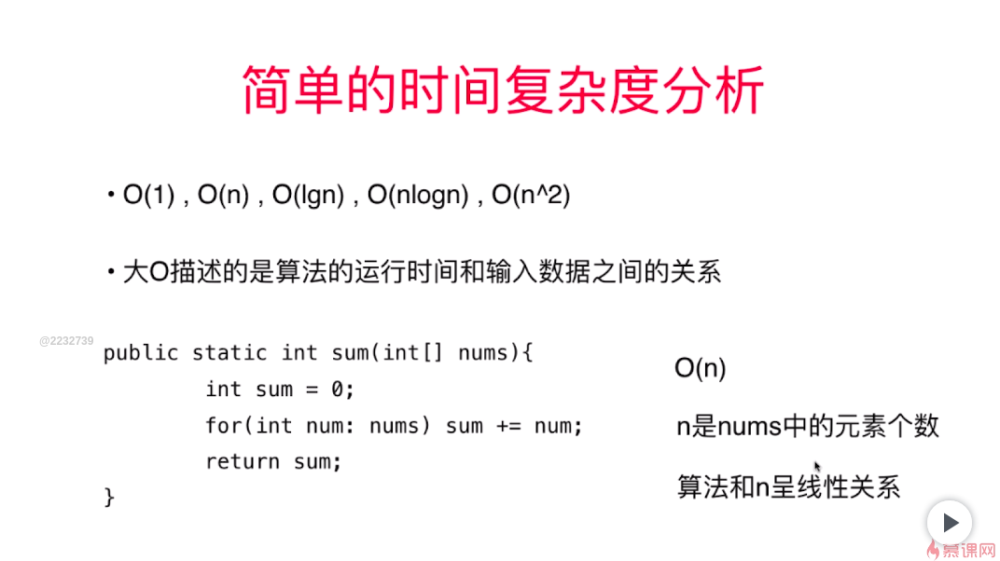 简单的时间复杂度分析
• O(1) , O(n) , O(lgn) , O(nlogn) , O(n^2)
• 大O描述的是算法的运行时间和输入数据之间的关系
@2232739
public static int sum(int[] nums){
int sum = 0;
for(int num: nums) sum += num;
return sum;
}
O(n)
n是nums中的元素个数
算法和n呈线性关系
慕课网